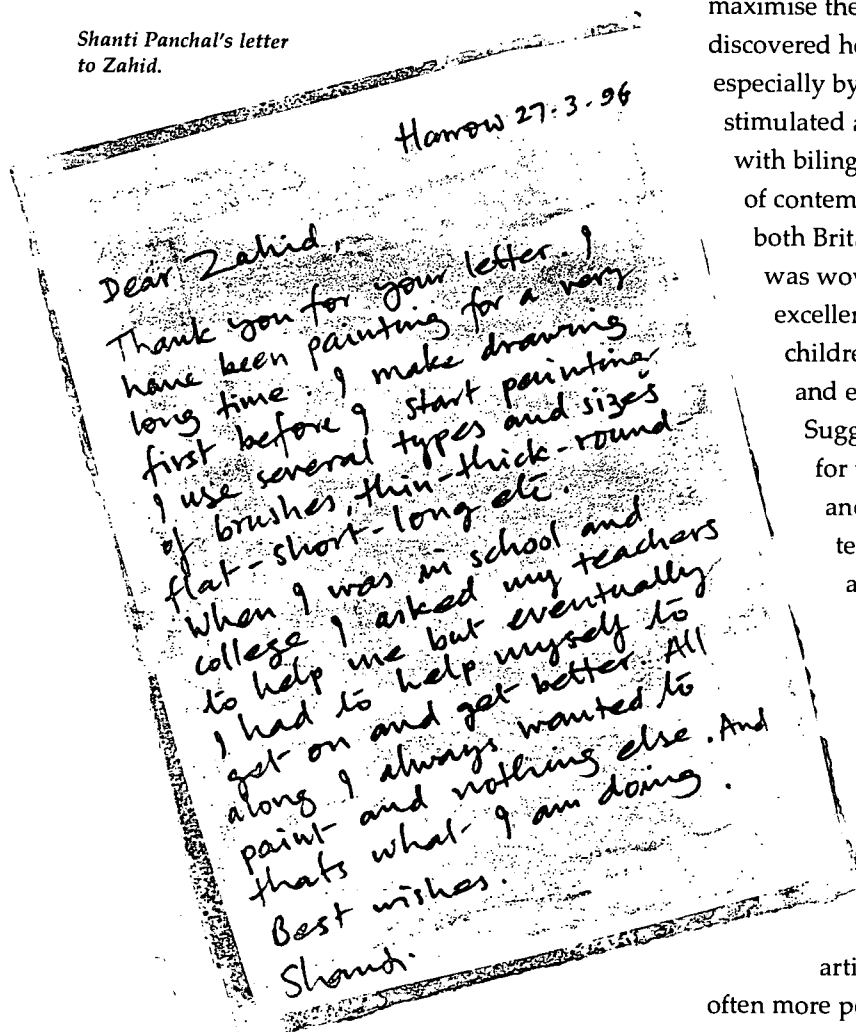 Shanti Panchal's letter
to Zahid.
Harrow 27-3-96
Dear Zahid,
Thank you for your letter. I
have been painting for a very
long time. I make drawing
first before I start painting
I use several types and sizes
of brushes, thin-thick-round-
flat-short-long etc.
When I was in school and
college I asked my teachers
to help me but eventually
I had to help myself to
get on and get better. All
along I always wanted to
paint and nothing else. And
thats what I am doing.
Best wishes.
Shanti.
maximise the
discovered
especially by
stimulated
with biling
of contem
both Brit
was wov
excellen
childre
and e
Sugg
for
and
te
a
arti
often more p